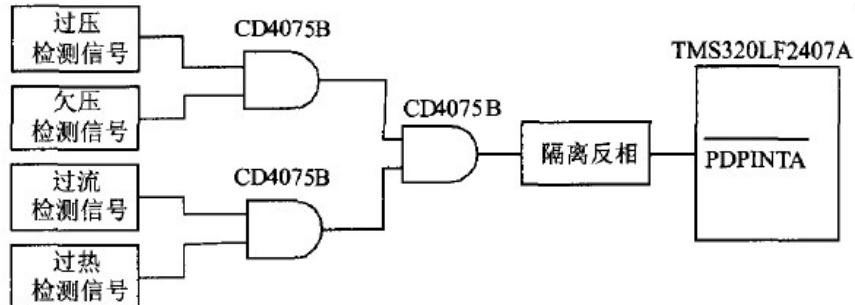 过压
检测信号
CD4075B
欠压
检测信号
过流
检测信号
CD4075B
过热
检测信号
CD4075B
隔离反相
TMS320LF2407A
PDPINTA